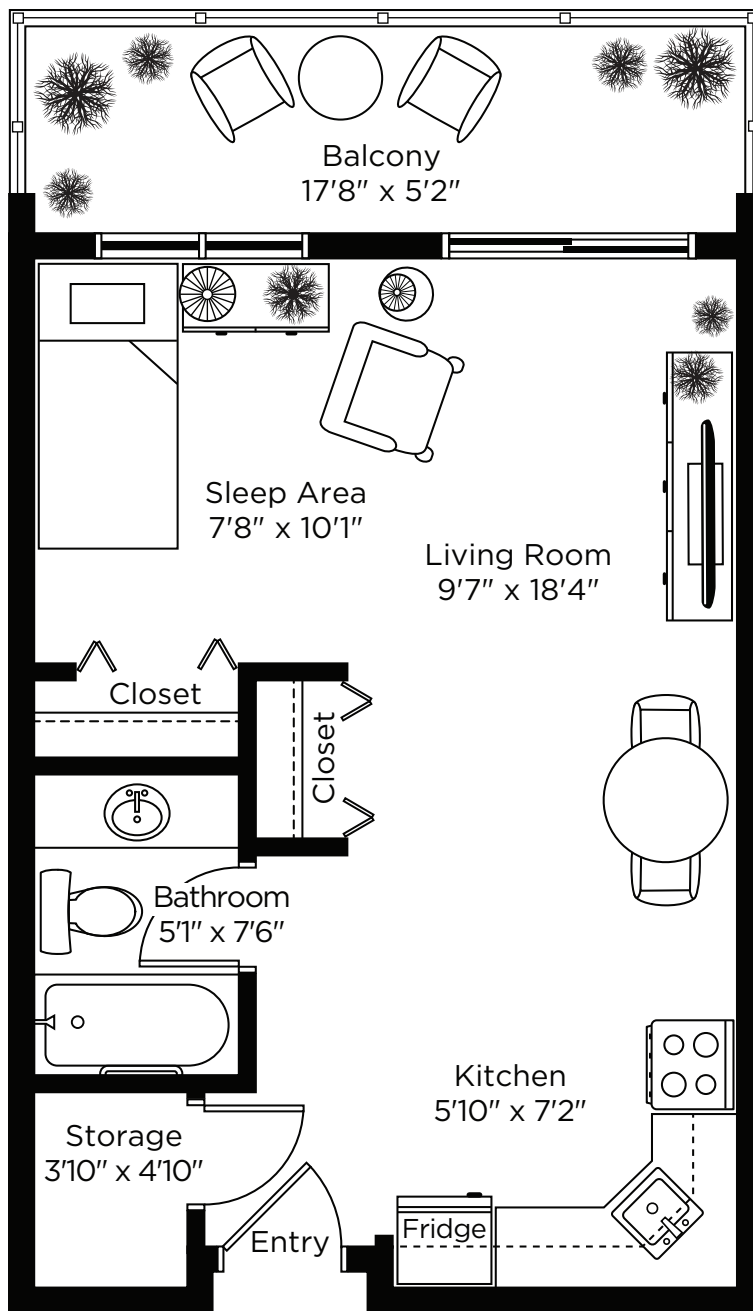 Balcony
17'8" x 5'2"
Sleep Area
7'8" x 10'1"
Living Room
9'7" x 18'4"
Closet
Closet
Bathroom
5'1" x 7'6"
Kitchen
5'10" x 7'2"
Storage
3'10" x 4'10"
Fridge
Entry